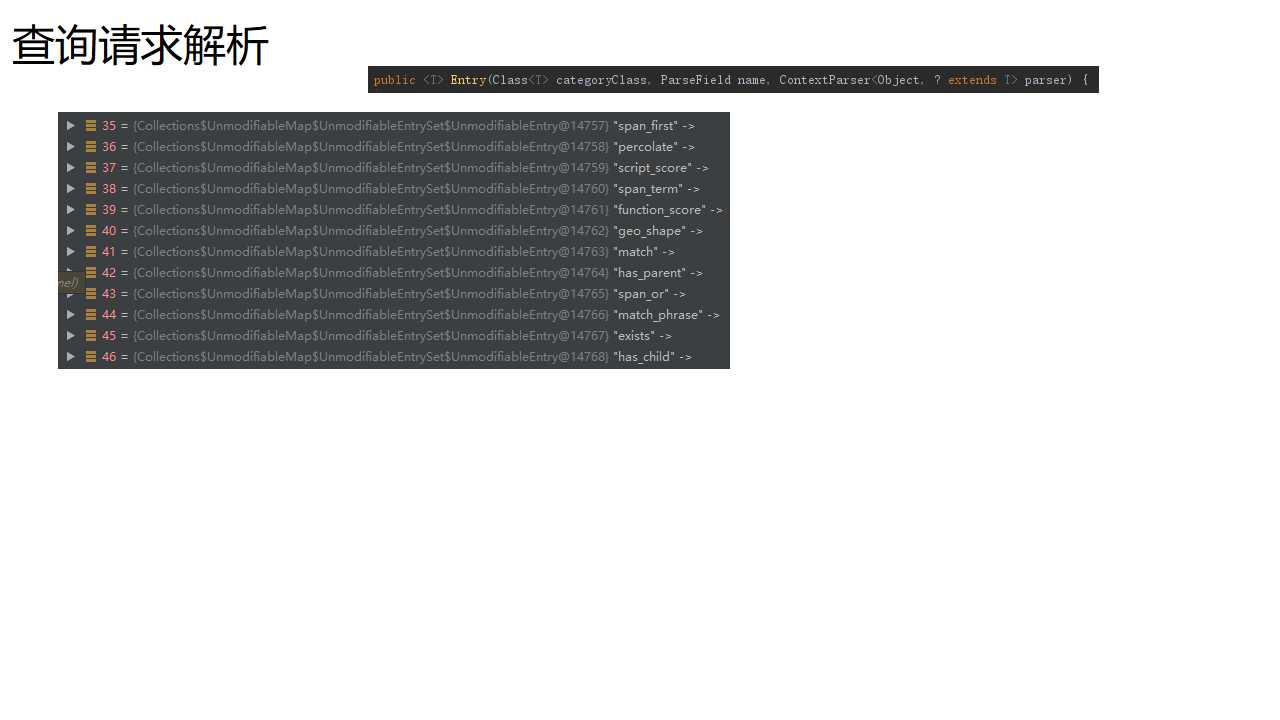 查询请求解析
public <T> Entry(Class<T> categoryClass, ParseField name, ContextParser<Object, ? extends T> parser) {
35 = {Collections$UnmodifiableMap$UnmodifiableEntrySet$UnmodifiableEntry@14757} "span_first" ->
36 = {Collections$UnmodifiableMap$UnmodifiableEntrySet$UnmodifiableEntry@14758} "percolate" ->
37 = {Collections$UnmodifiableMap$UnmodifiableEntrySet$UnmodifiableEntry@14759} "script_score" ->
38 = {Collections$UnmodifiableMap$UnmodifiableEntrySet$UnmodifiableEntry@14760} "span_term" ->
39 = {Collections$UnmodifiableMap$UnmodifiableEntrySet$UnmodifiableEntry@14761} "function_score" ->
40 = {Collections$UnmodifiableMap$UnmodifiableEntrySet$UnmodifiableEntry@14762} "geo_shape" ->
41 = {Collections$UnmodifiableMap$UnmodifiableEntrySet$UnmodifiableEntry@14763} "match" ->
42 = {Collections$UnmodifiableMap$UnmodifiableEntrySet$UnmodifiableEntry@14764} "has_parent" ->
nel)
43 = {Collections$UnmodifiableMap$UnmodifiableEntrySet$UnmodifiableEntry@14765} "span_or" ->
44 = {Collections$UnmodifiableMap$UnmodifiableEntrySet$UnmodifiableEntry@14766} "match_phrase" ->
45 = {Collections$UnmodifiableMap$UnmodifiableEntrySet$UnmodifiableEntry@14767} "exists" ->
46 = {Collections$UnmodifiableMap$UnmodifiableEntrySet$UnmodifiableEntry@14768} "has_child" ->